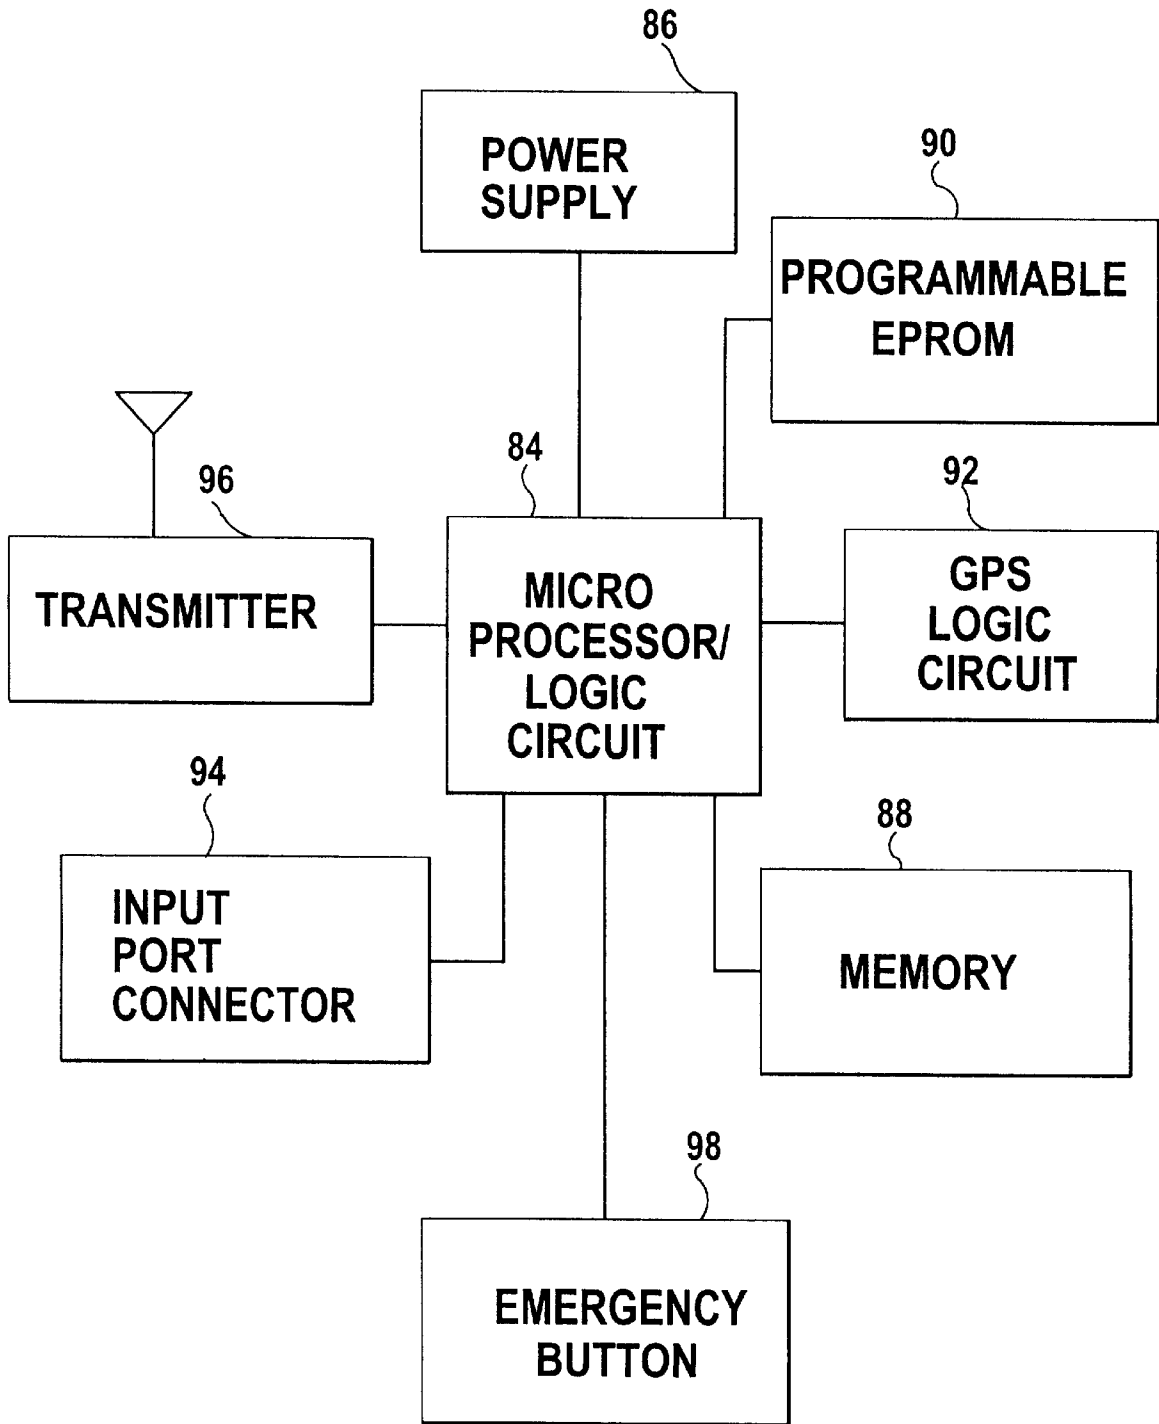 86
POWER
SUPPLY
90
PROGRAMMABLE
EPROM
96
TRANSMITTER
84
MICRO
PROCESSOR/
LOGIC
CIRCUIT
92
GPS
LOGIC
CIRCUIT
94
INPUT
PORT
CONNECTOR
88
MEMORY
98
EMERGENCY
BUTTON